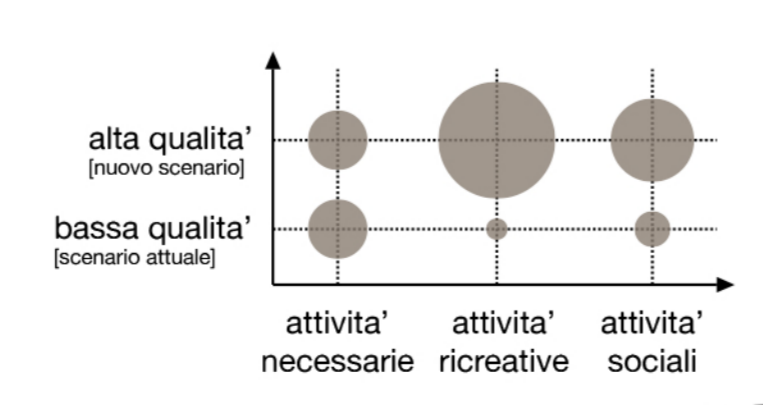 alta qualita’
[nuovo scenario]
bassa qualita’
[scenario attuale]
attivita’ attivita’ attivita’
necessarie ricreative sociali